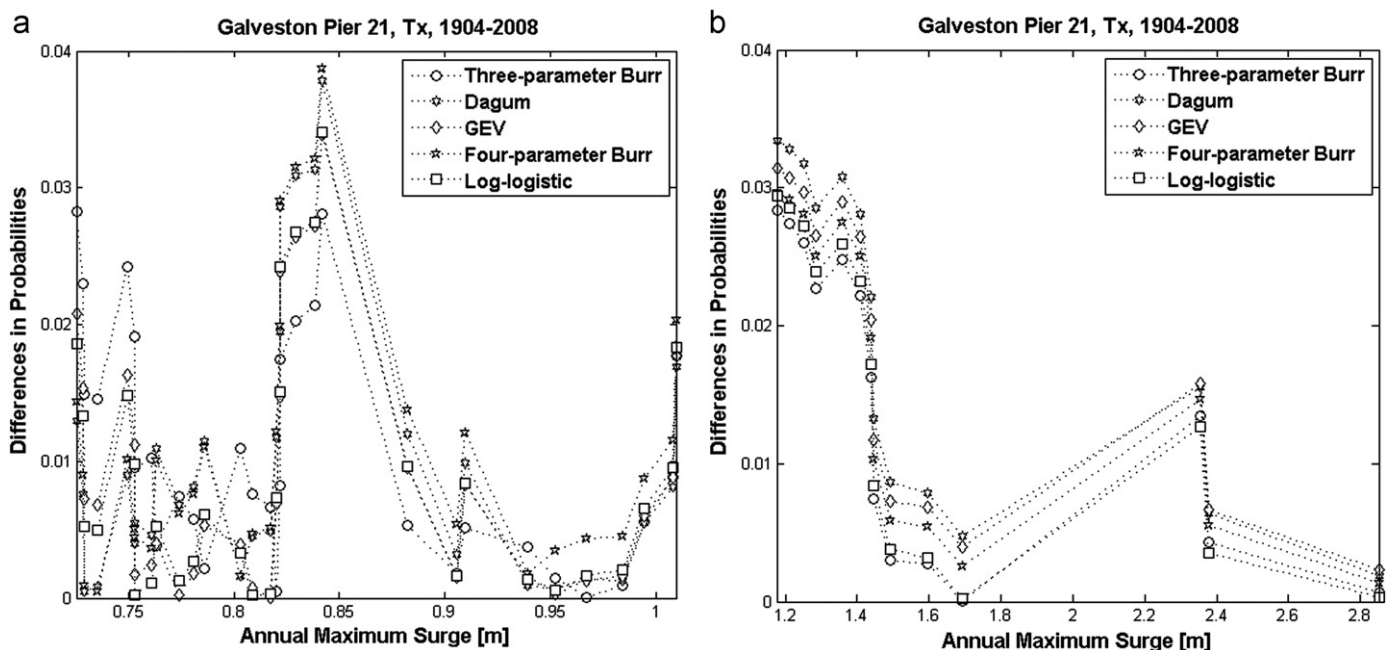 a
Galveston Pier 21, Tx, 1904-2008
Differences in Probabilities
0.04
0.03
0.02
0.01
0
Three-parameter Burr
Dagum
GEV
Four-parameter Burr
Log-logistic
0.75
0.8
0.85
0.9
0.95
1
Annual Maximum Surge [m]
b
Galveston Pier 21, Tx, 1904-2008
Differences in Probabilities
0.04
0.03
0.02
0.01
0
Three-parameter Burr
Dagum
GEV
Four-parameter Burr
Log-logistic
1.2
1.4
1.6
1.8
2
2.2
2.4
2.6
2.8
Annual Maximum Surge [m]